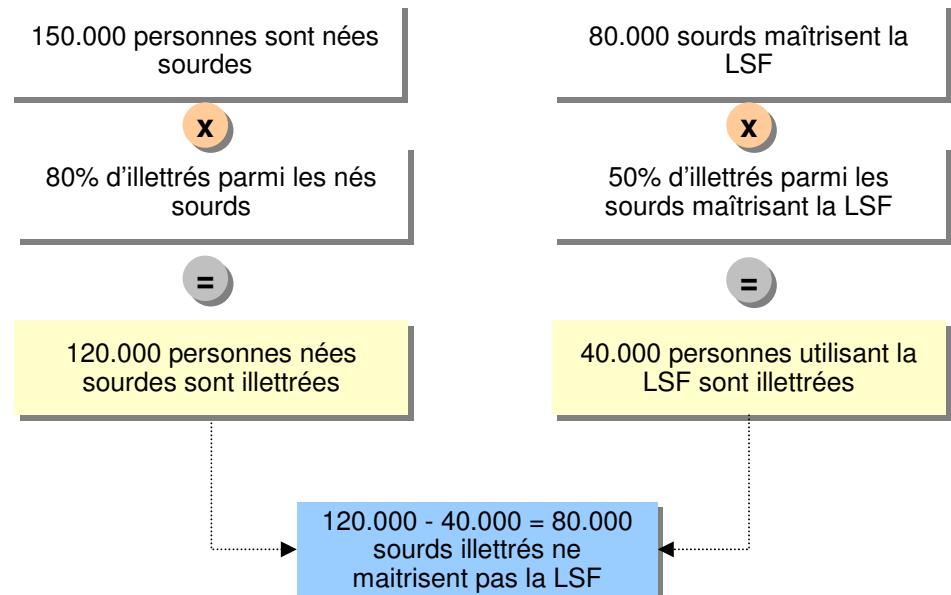 150.000 personnes sont nées
sourdes
x
80% d'illettrés parmi les nés
sourds
=
120.000 personnes nées
sourdes sont illettrées
80.000 sourds maîtrisent la
LSF
x
50% d'illettrés parmi les
sourds maîtrisant la LSF
=
40.000 personnes utilisant la
LSF sont illettrées
120.000 - 40.000 = 80.000
sourds illettrés ne
maitrisent pas la LSF